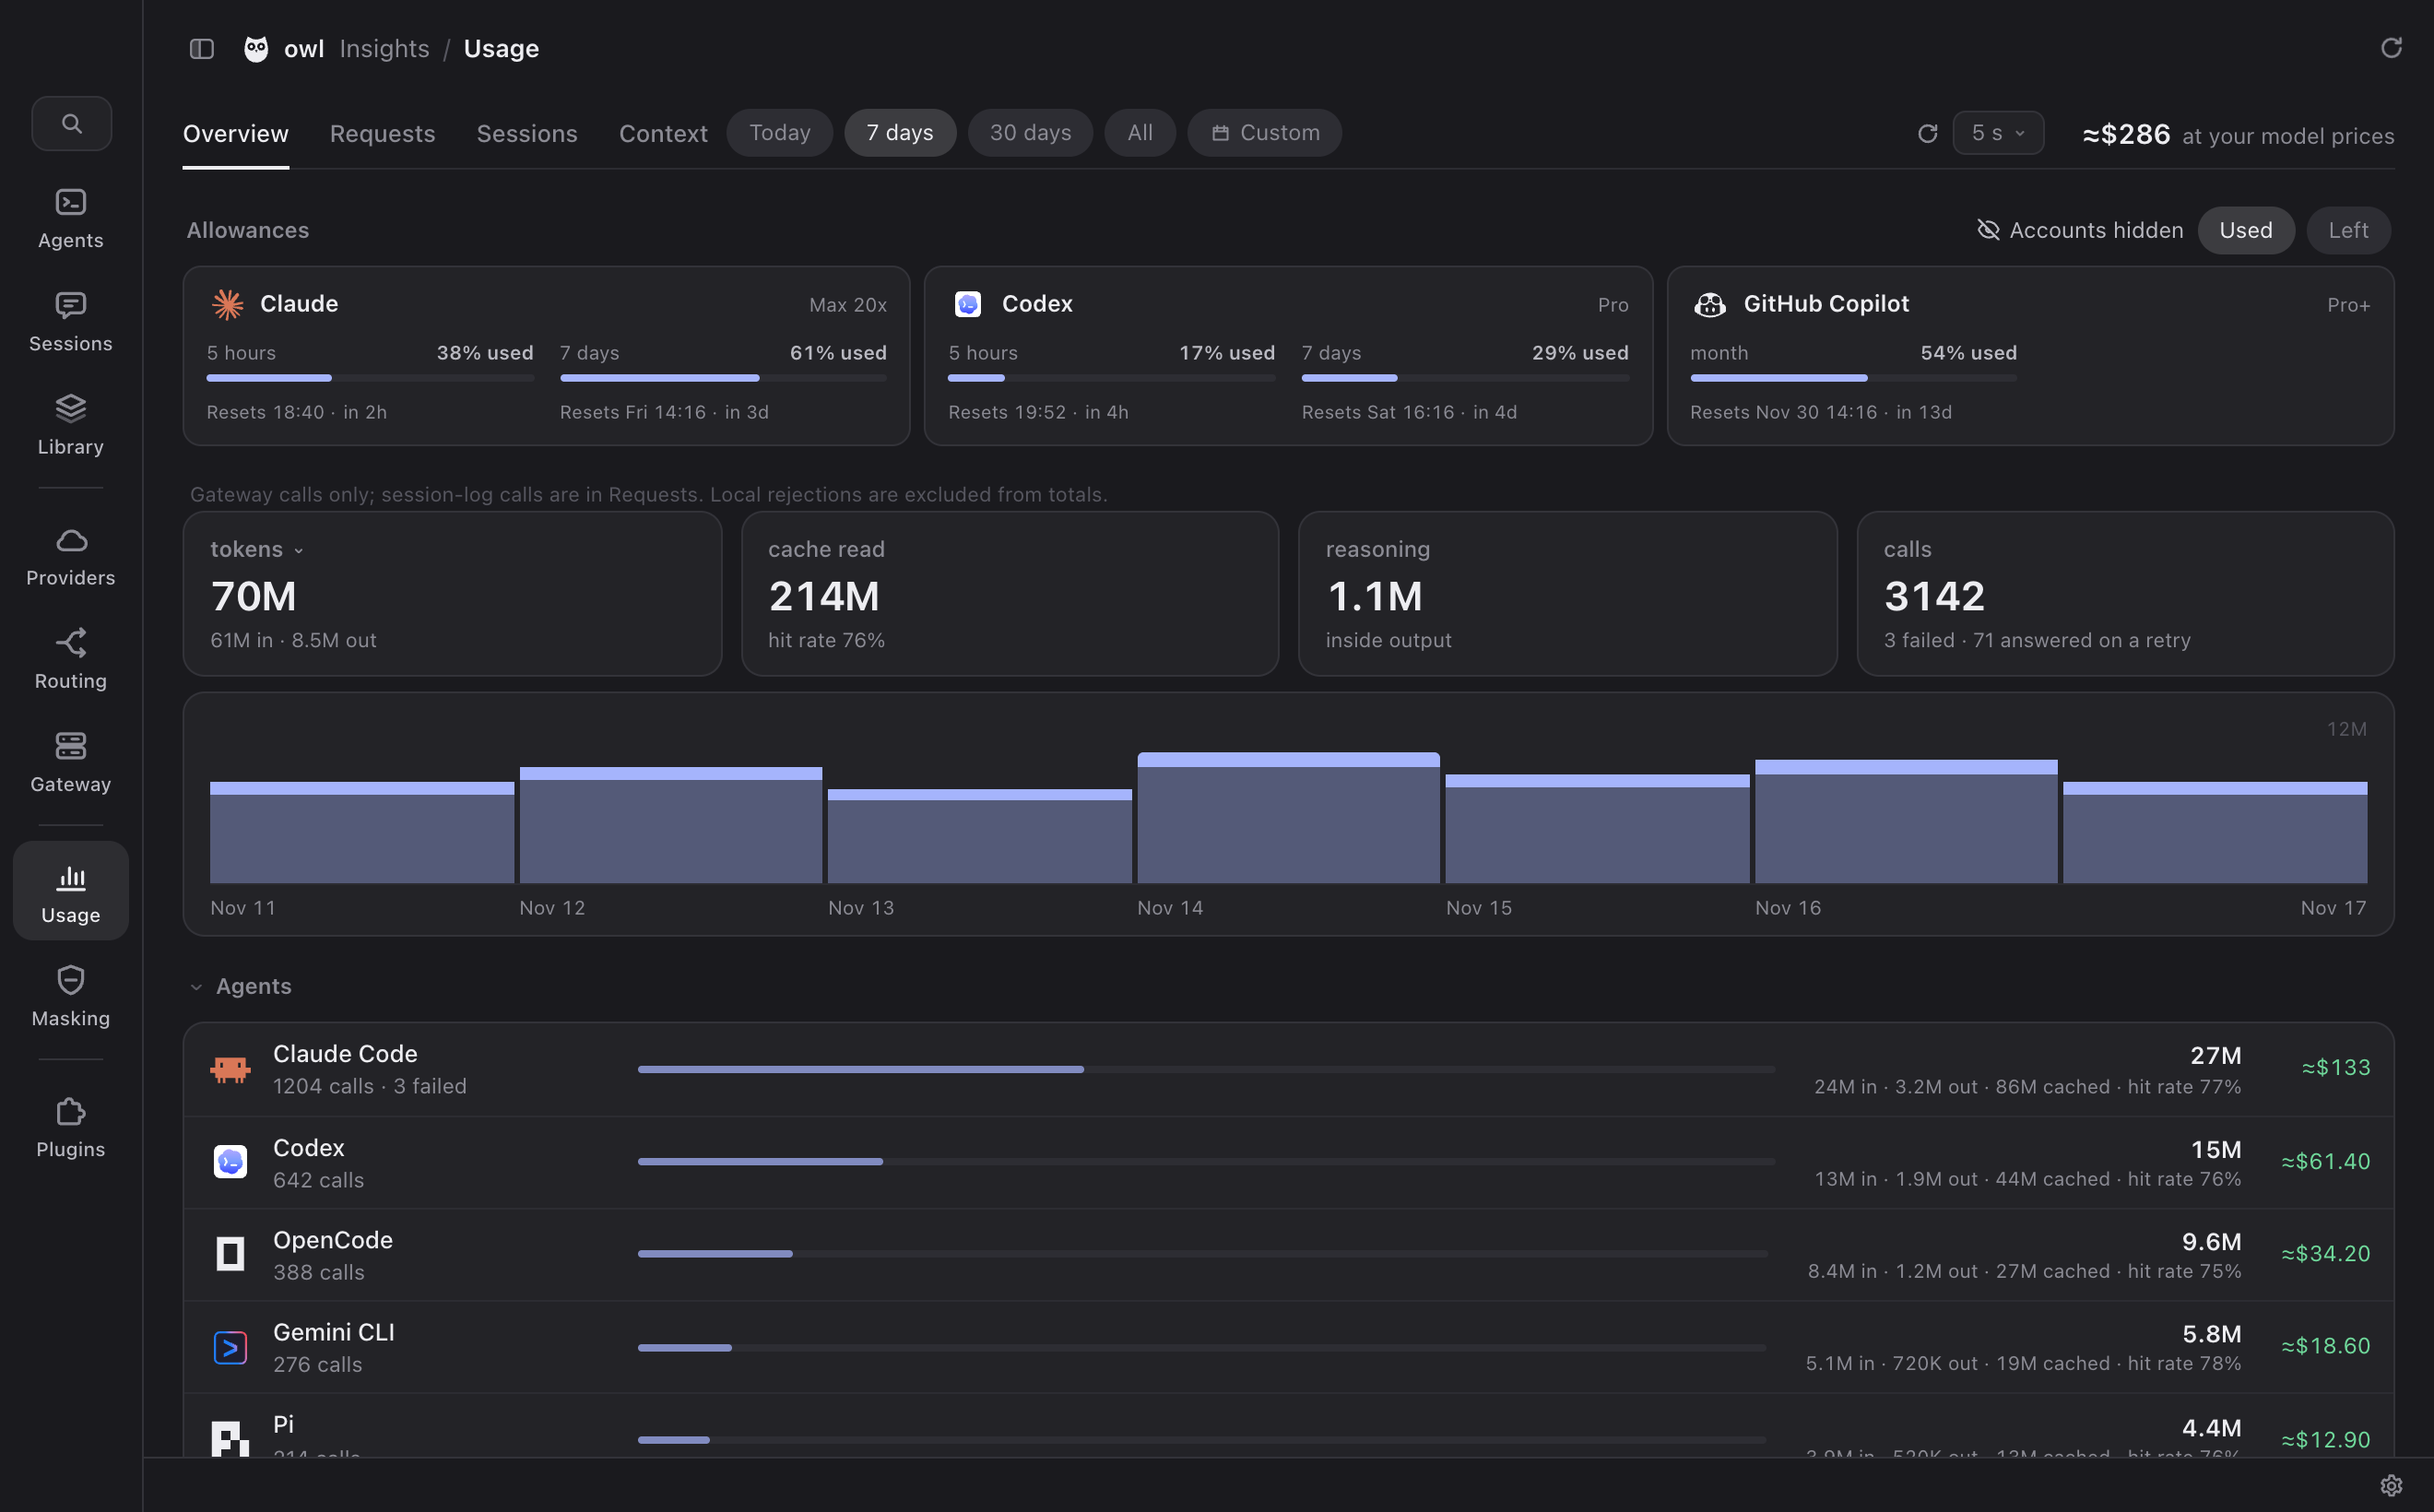 owl Insights / Usage
Overview Requests Sessions Context Today 7 days 30 days All Custom 5 s ≈$286 at your model prices
Agents
Sessions
Library
Providers
Routing
Gateway
Usage
Masking
Plugins
Allowances Accounts hidden Used Left
Claude Max 20x
5 hours 38% used 7 days 61% used
Resets 18:40 · in 2h Resets Fri 14:16 · in 3d
Codex Pro
5 hours 17% used 7 days 29% used
Resets 19:52 · in 4h Resets Sat 16:16 · in 4d
GitHub Copilot Pro+
month 54% used
Resets Nov 30 14:16 · in 13d
Gateway calls only; session-log calls are in Requests. Local rejections are excluded from totals.
tokens
70M
61M in · 8.5M out
cache read
214M
hit rate 76%
reasoning
1.1M
inside output
calls
3142
3 failed · 71 answered on a retry
12M
Nov 11 Nov 12 Nov 13 Nov 14 Nov 15 Nov 16 Nov 17
Agents
Claude Code 27M ≈$133
1204 calls · 3 failed 24M in · 3.2M out · 86M cached · hit rate 77%
Codex 15M ≈$61.40
642 calls 13M in · 1.9M out · 44M cached · hit rate 76%
OpenCode 9.6M ≈$34.20
388 calls 8.4M in · 1.2M out · 27M cached · hit rate 75%
Gemini CLI 5.8M ≈$18.60
276 calls 5.1M in · 720K out · 19M cached · hit rate 78%
Pi 4.4M ≈$12.90